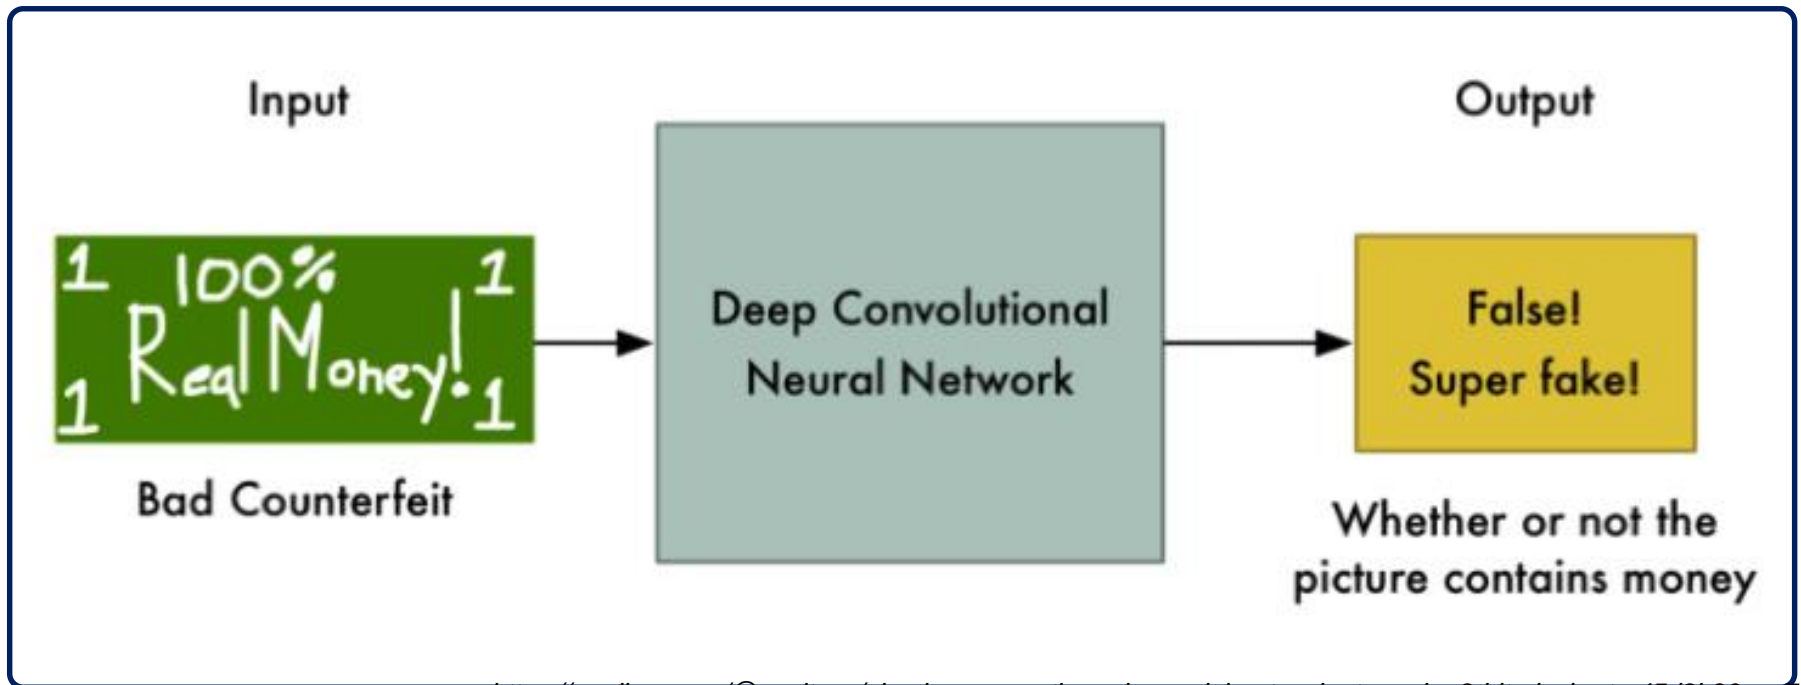 Input
Output
1 100% 1
Real Money!
1 1
Bad Counterfeit
Deep Convolutional
Neural Network
False!
Super fake!
Whether or not the
picture contains money